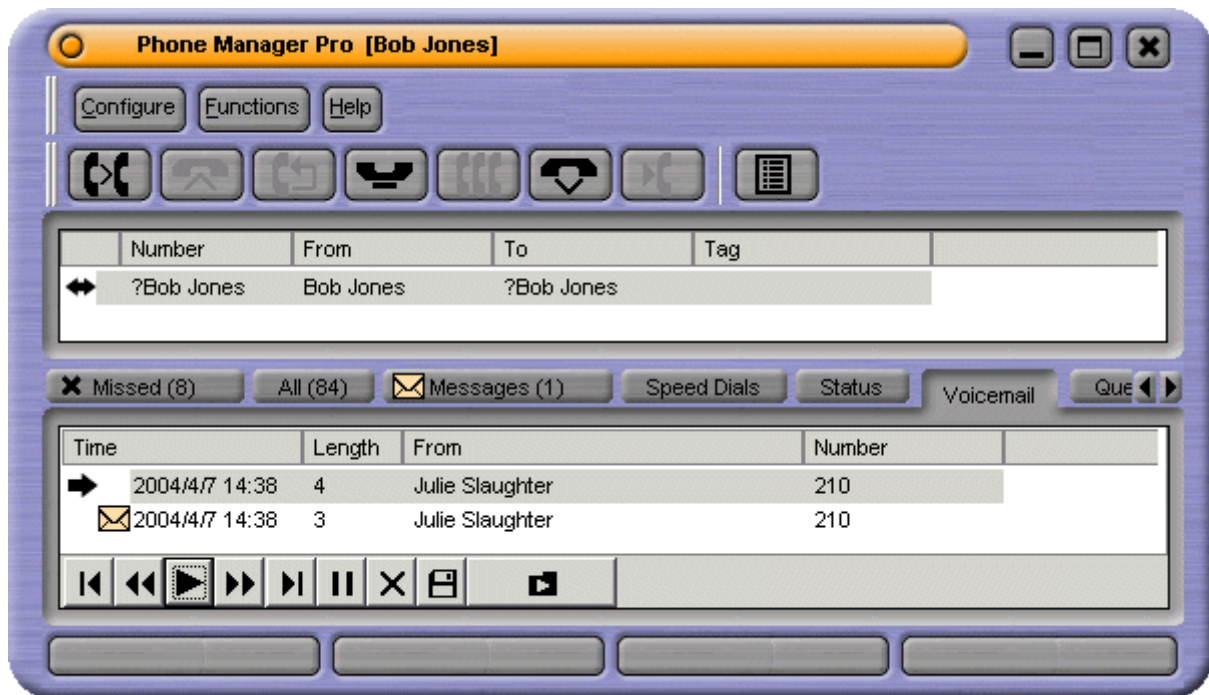 Phone Manager Pro [Bob Jones]
Configure Functions Help
Number From To Tag
?Bob Jones Bob Jones ?Bob Jones
Missed (8) All (84) Messages (1) Speed Dials Status Voicemail Que
Time Length From Number
2004/4/7 14:38 4 Julie Slaughter 210
2004/4/7 14:38 3 Julie Slaughter 210